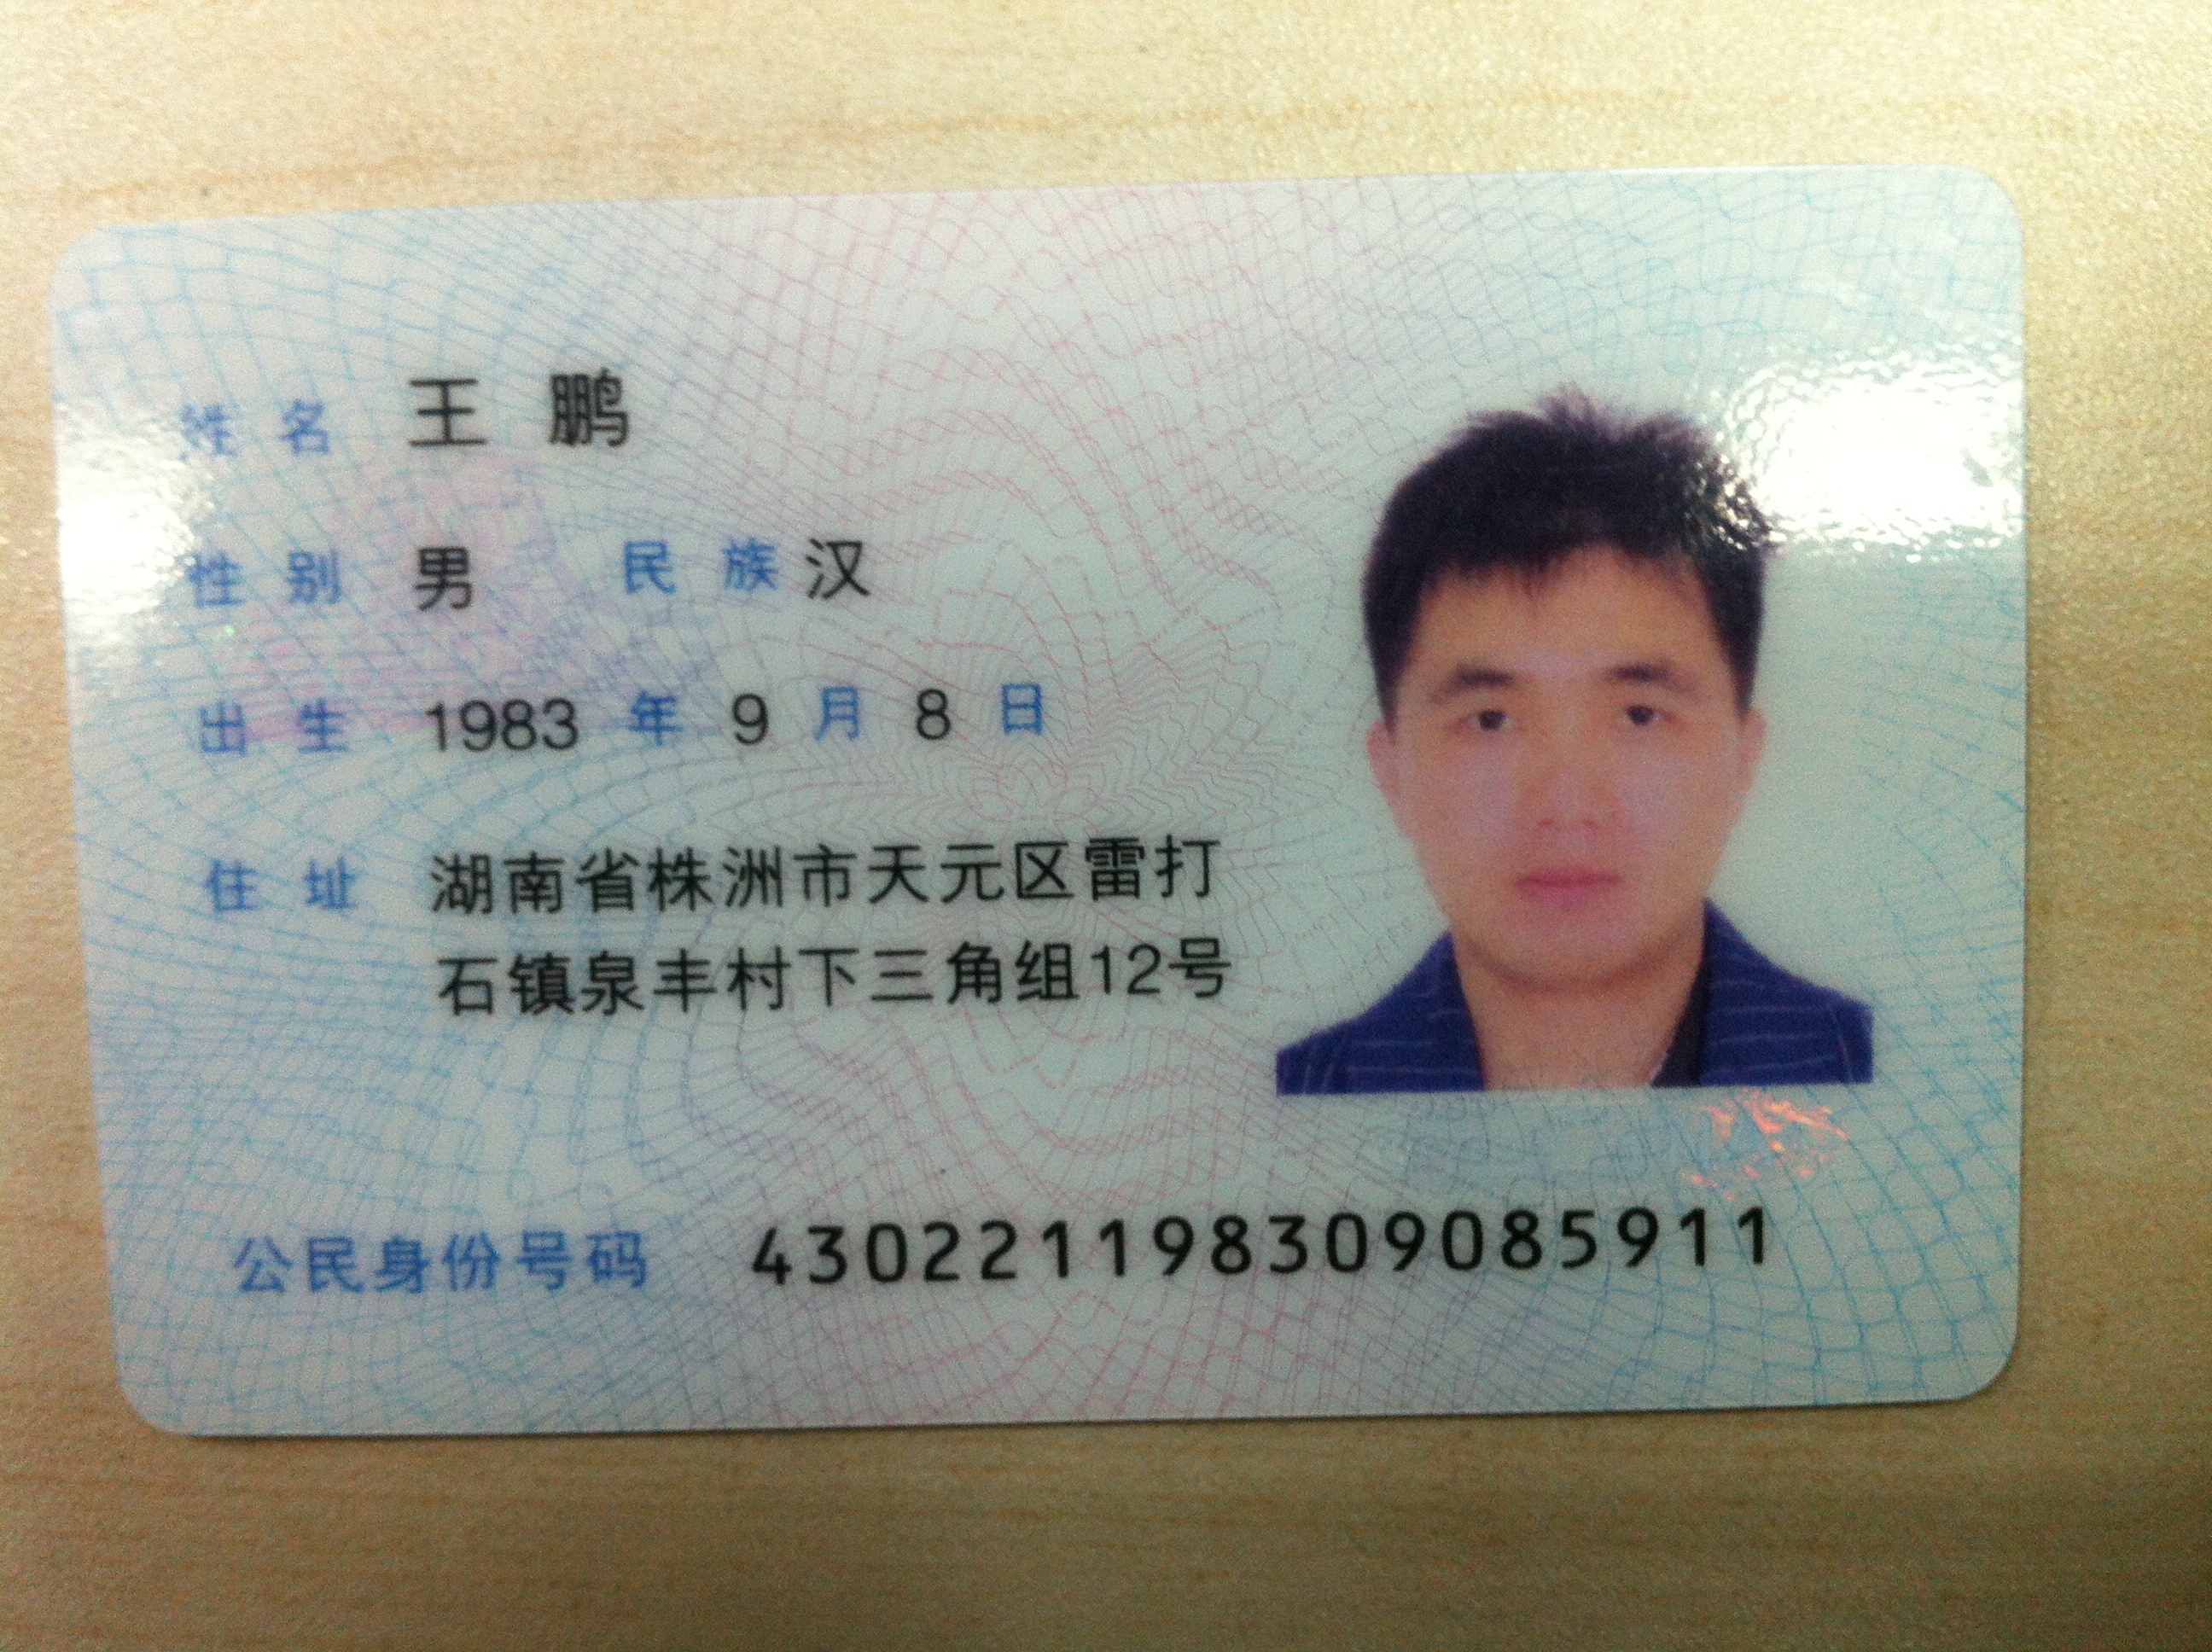 姓名 王鹏
性别 男 民族 汉
出生 1983 年 9 月 8 日
住址 湖南省株洲市天元区雷打
石镇泉丰村下三角组12号
公民身份号码 430221198309085911